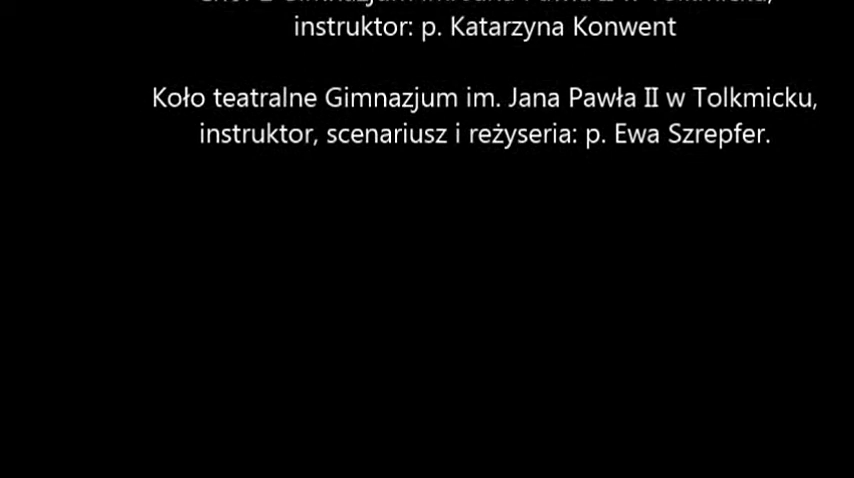 instruktor: p. Katarzyna Konwent
Koło teatralne Gimnazjum im. Jana Pawła II w Tolkmicku,
instruktor, scenariusz i reżyseria: p. Ewa Szrepfer.